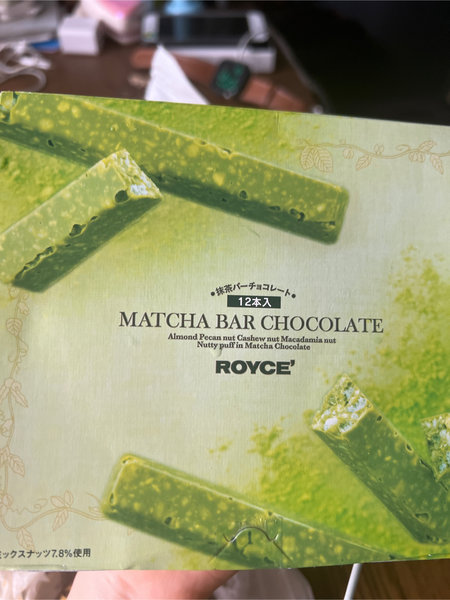 •抹茶バーチョコレート•
12本入
MATCHA BAR CHOCOLATE
Almond Pecan nut Cashew nut Macadamia nut
Nutty puff in Matcha Chocolate
ROYCE'
ミックスナッツ7.8%使用